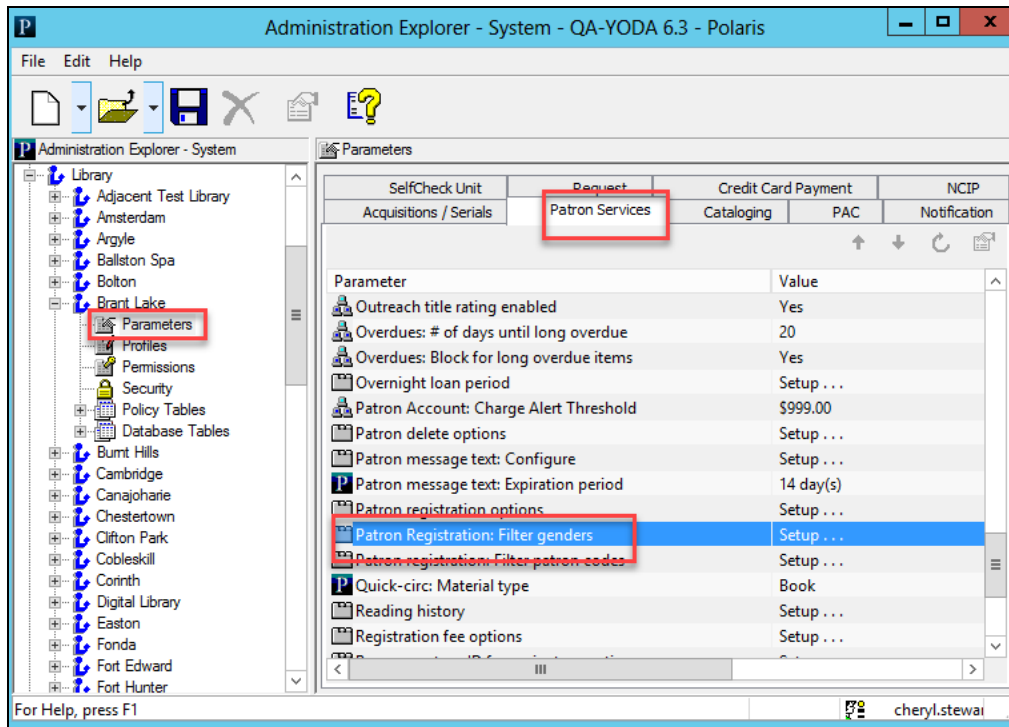 Administration Explorer - System - QA-YODA 6.3 - Polaris
File Edit Help
Administration Explorer - System
Library
Adjacent Test Library
Amsterdam
Argyle
Ballston Spa
Bolton
Brant Lake
Parameters
Profiles
Permissions
Security
Policy Tables
Database Tables
Burnt Hills
Cambridge
Canajoharie
Chestertown
Clifton Park
Cobleskill
Corinth
Digital Library
Easton
Fonda
Fort Edward
Fort Hunter
Parameters
SelfCheck Unit Request Credit Card Payment NCIP
Acquisitions / Serials Patron Services Cataloging PAC Notification
Parameter Value
Outreach title rating enabled Yes
Overdues: # of days until long overdue 20
Overdues: Block for long overdue items Yes
Overnight loan period Setup . . .
Patron Account: Charge Alert Threshold $999.00
Patron delete options Setup . . .
Patron message text: Configure Setup . . .
Patron message text: Expiration period 14 day(s)
Patron registration options Setup . . .
Patron Registration: Filter genders Setup . . .
Patron registration: Filter patron codes Setup . . .
Quick-circ: Material type Book
Reading history Setup . . .
Registration fee options Setup . . .
For Help, press F1 cheryl.stewar